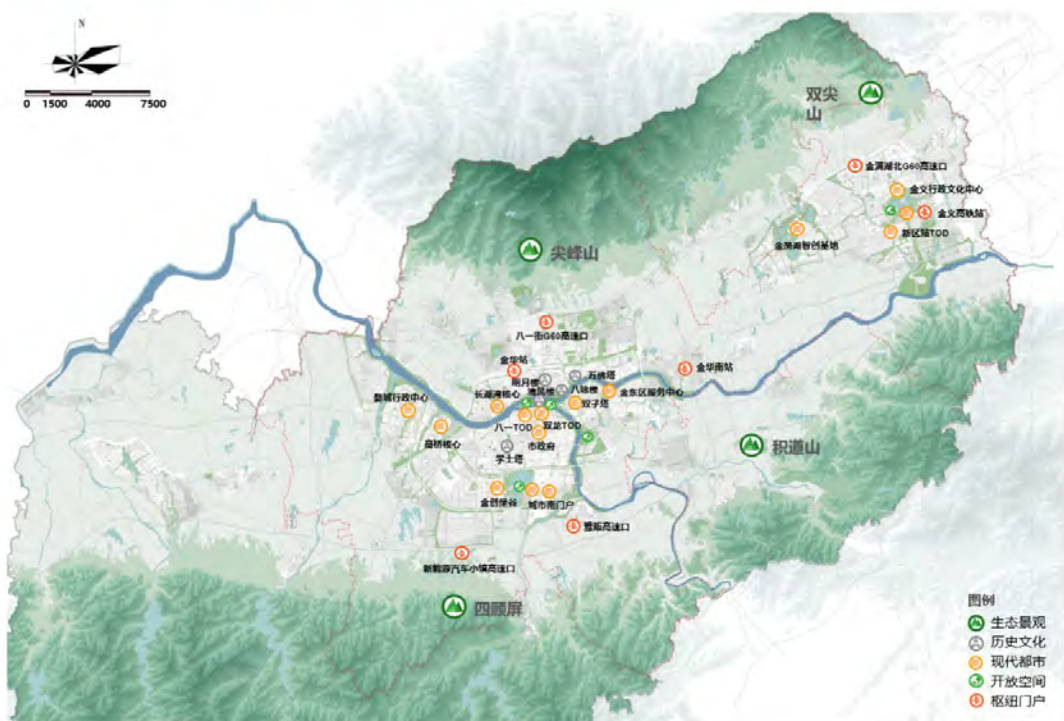 N
0 1500 4000 7500
双尖
山
金漪湖北G60高速口
金义行政文化中心
金义高铁站
新区站TOD
金漪湖智创基地
尖峰山
八一街G60高速口
金华站
明月楼
万佛塔
金华南站
长湖湾核心
清风楼
八咏楼
金东区服务中心
婺城行政中心
双子塔
八一TOD
双龙TOD
商桥核心
市政府
学士塔
积道山
金创绿谷
城市南门户
雅畈高速口
新能源汽车小镇高速口
四顾屏
图例
生态景观
历史文化
现代都市
开放空间
枢纽门户